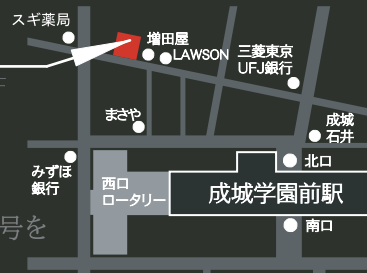 スギ薬局
増田屋
LAWSON
三菱東京
UFJ銀行
まさや
成城
石井
みずほ
銀行
西口
ロータリー
北口
成城学園前駅
南口
号を